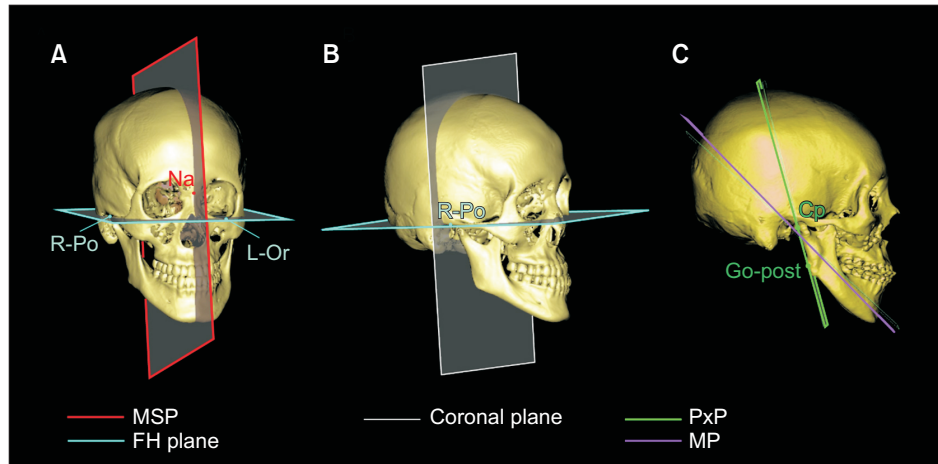 A
B
C
Na
R-Po
L-Or
R-Po
Cp
Go-post
MSP
FH plane
Coronal plane
PxP
MP